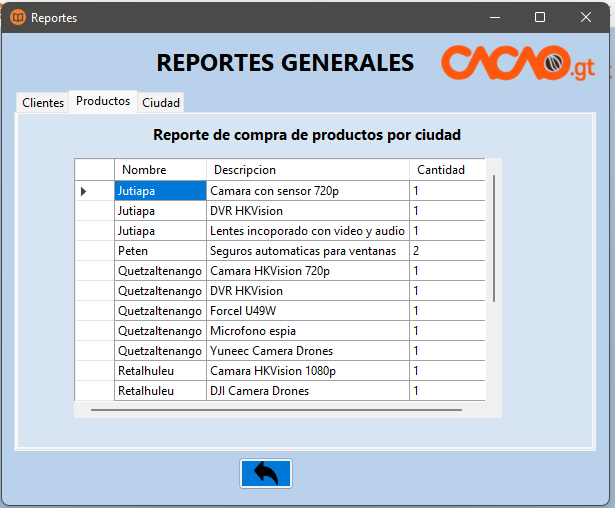 Reportes
REPORTES GENERALES
CACAO.gt
Clientes Productos Ciudad
Reporte de compra de productos por ciudad
Nombre Descripcion Cantidad
Jutiapa Camara con sensor 720p 1
Jutiapa DVR HKVision 1
Jutiapa Lentes incoporado con video y audio 1
Peten Seguros automaticas para ventanas 2
Quetzaltenango Camara HKVision 720p 1
Quetzaltenango DVR HKVision 1
Quetzaltenango Forcel U49W 1
Quetzaltenango Microfono espia 1
Quetzaltenango Yuneec Camera Drones 1
Retalhuleu Camara HKVision 1080p 1
Retalhuleu DJI Camera Drones 1